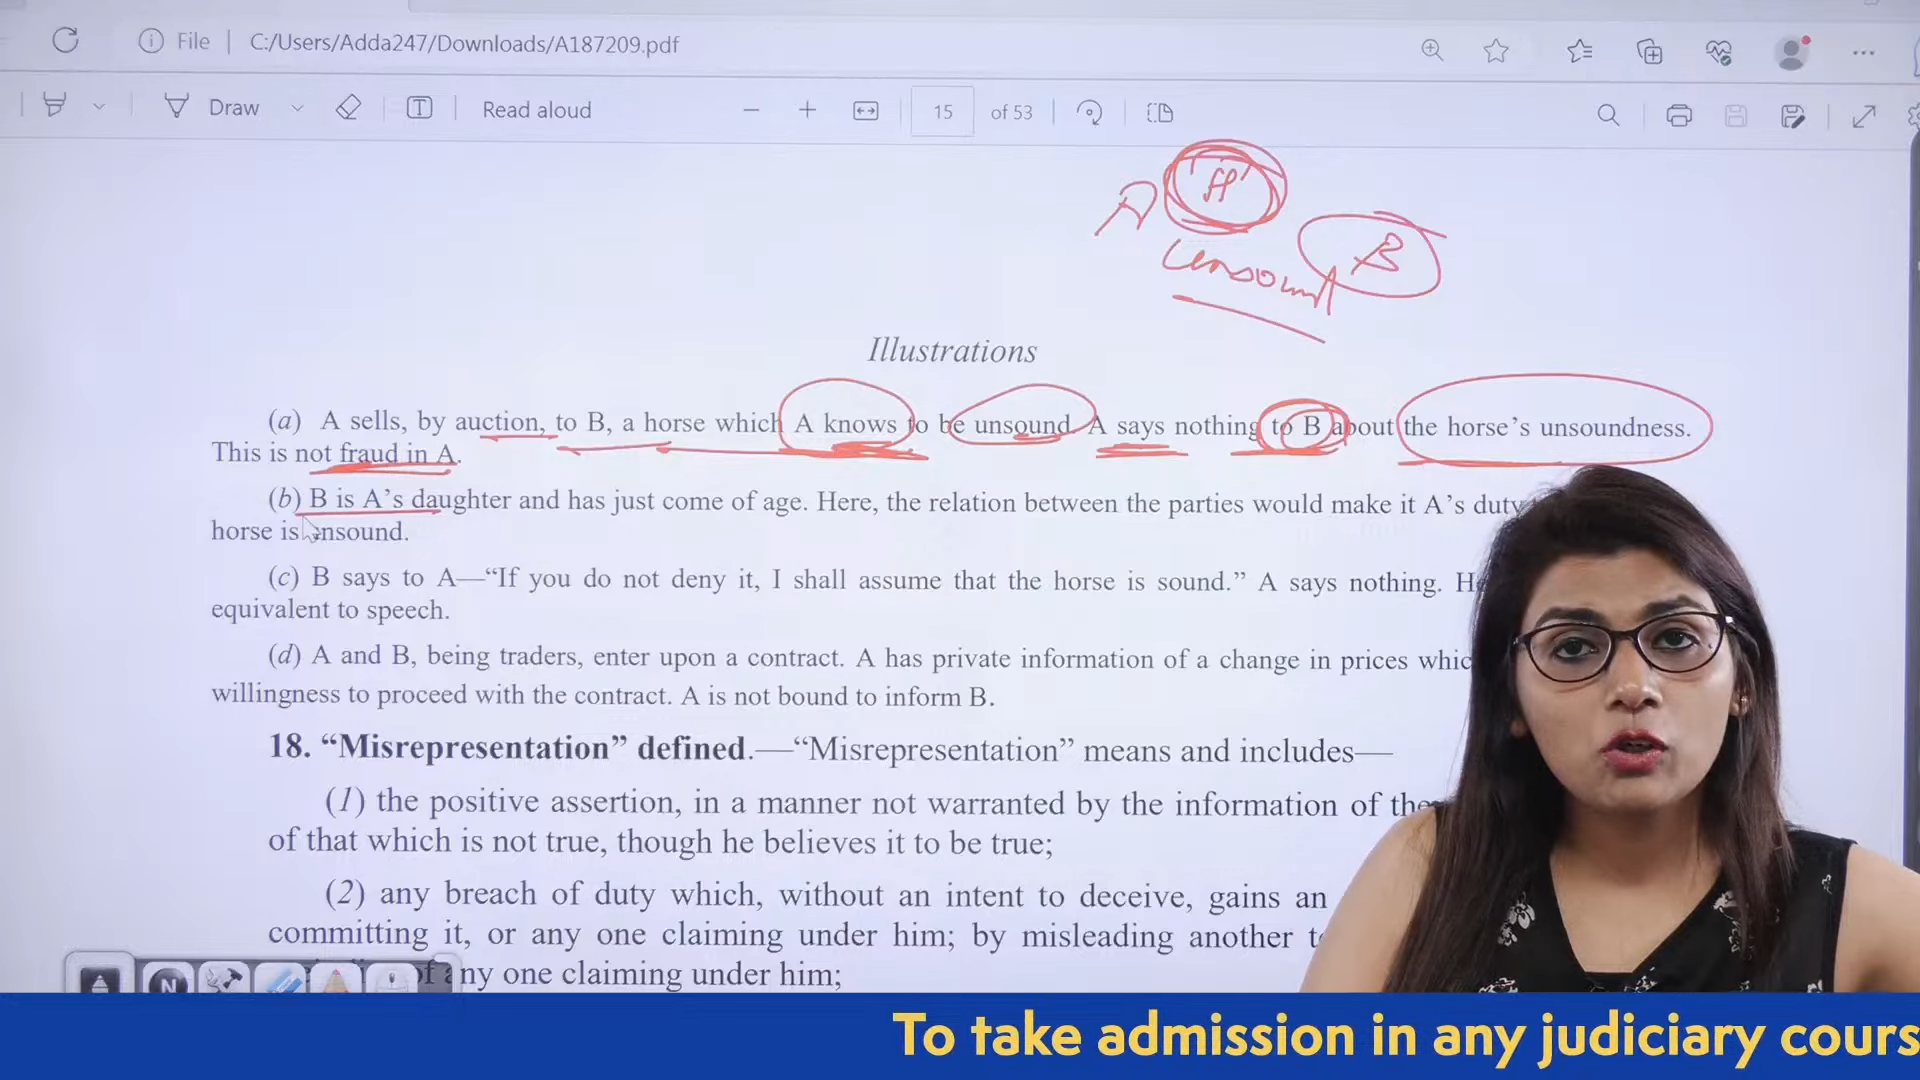 File | C:/Users/Adda247/Downloads/A187209.pdf
Draw
Read aloud
15 of 53
A H
B
Unsound
Illustrations
(a) A sells, by auction, to B, a horse which A knows to be unsound. A says nothing to B about the horse's unsoundness.
This is not fraud in A.
(b) B is A's daughter and has just come of age. Here, the relation between the parties would make it A's duty
horse is unsound.
(c) B says to A—“If you do not deny it, I shall assume that the horse is sound.” A says nothing.
equivalent to speech.
(d) A and B, being traders, enter upon a contract. A has private information of a change in prices
willingness to proceed with the contract. A is not bound to inform B.
18. “Misrepresentation” defined.—“Misrepresentation” means and includes—
(1) the positive assertion, in a manner not warranted by the information of the
of that which is not true, though he believes it to be true;
(2) any breach of duty which, without an intent to deceive, gains an
committing it, or any one claiming under him; by misleading another
of any one claiming under him;
N
To take admission in any judiciary cours